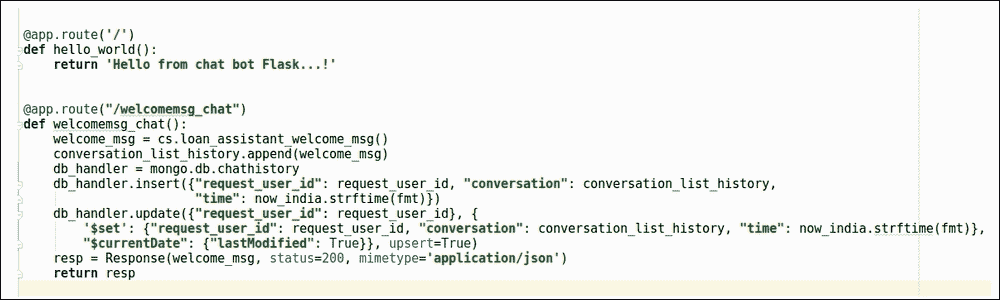 @app.route('/')
def hello_world():
    return 'Hello from chat bot Flask...!'
@app.route("/welcomemsg_chat")
def welcomemsg_chat():
    welcome_msg = cs.loan_assistant_welcome_msg()
    conversation_list_history.append(welcome_msg)
    db_handler = mongo.db.chathistory
    db_handler.insert({"request_user_id": request_user_id, "conversation": conversation_list_history,
                       "time": now_india.strftime(fmt)})
    db_handler.update({"request_user_id": request_user_id}, {
        '$set': {"request_user_id": request_user_id, "conversation": conversation_list_history, "time": now_india.strftime(fmt)},
        "$currentDate": {"lastModified": True}}, upsert=True)
    resp = Response(welcome_msg, status=200, mimetype='application/json')
    return resp